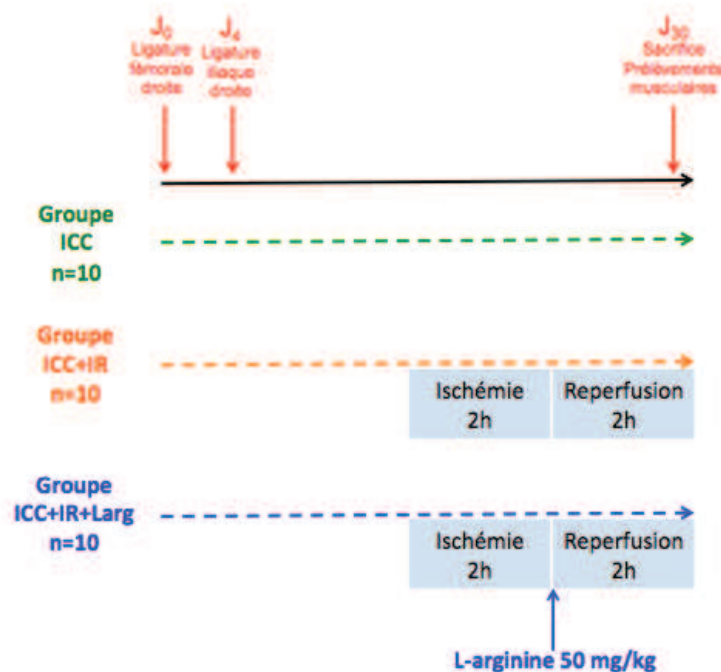 J0
Ligature
fémorale
droite
J4
Ligature
iliaque
droite
J30
Sacrifice
Prélèvements
musculaires
Groupe
ICC
n=10
Groupe
ICC+IR
n=10
Ischémie
2h
Reperfusion
2h
Groupe
ICC+IR+Larg
n=10
Ischémie
2h
Reperfusion
2h
L-arginine 50 mg/kg